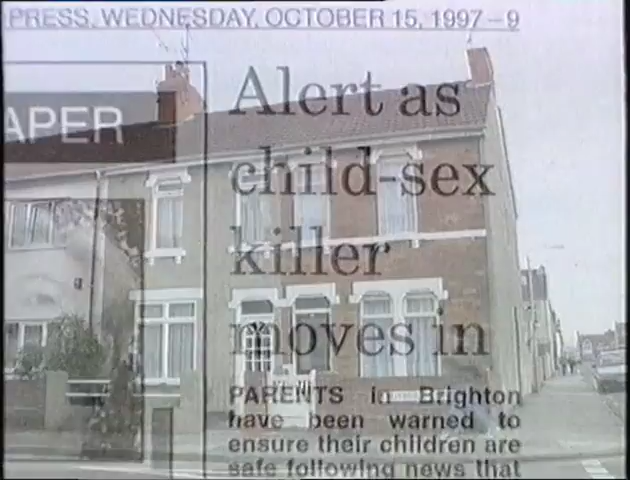 PRESS, WEDNESDAY, OCTOBER 15, 1997 – 9
APER
Alert as
child-sex
killer
moves in
PARENTS in Brighton
have been warned to
ensure their children are
safe following news that